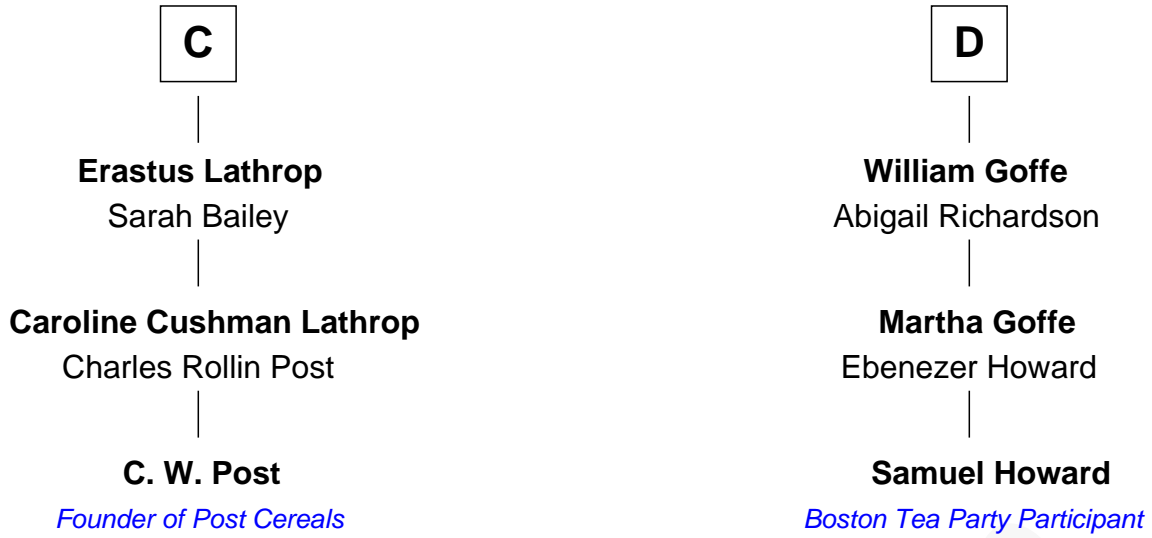 C
Erastus Lathrop
Sarah Bailey
Caroline Cushman Lathrop
Charles Rollin Post
C. W. Post
Founder of Post Cereals
D
William Goffe
Abigail Richardson
Martha Goffe
Ebenezer Howard
Samuel Howard
Boston Tea Party Participant